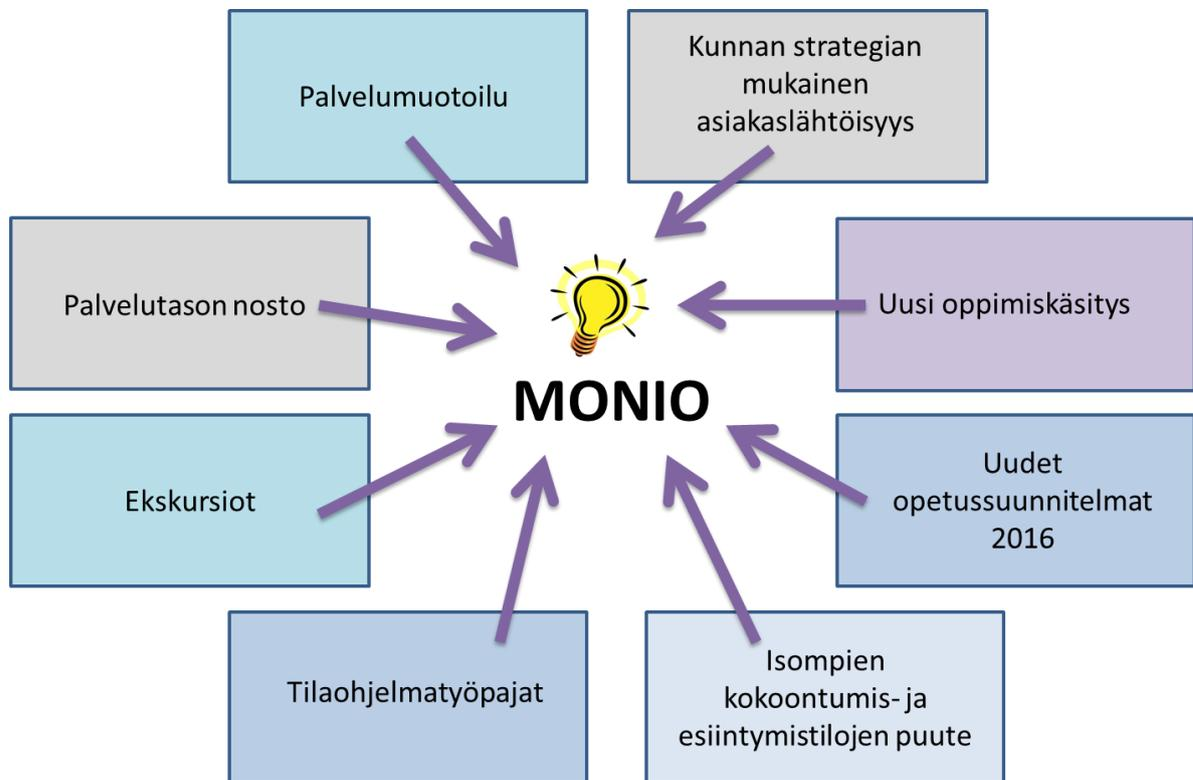 Palvelumuotoilu
Kunnan strategian
mukainen
asiakaslähtöisyys
Palvelutason nosto
Uusi oppimiskäsitys
MONIO
Ekskursiot
Uudet
opetussuunnitelmat
2016
Tilaohjelmatyöpajat
Isompien
kokoontumis- ja
esiintymistilojen puute